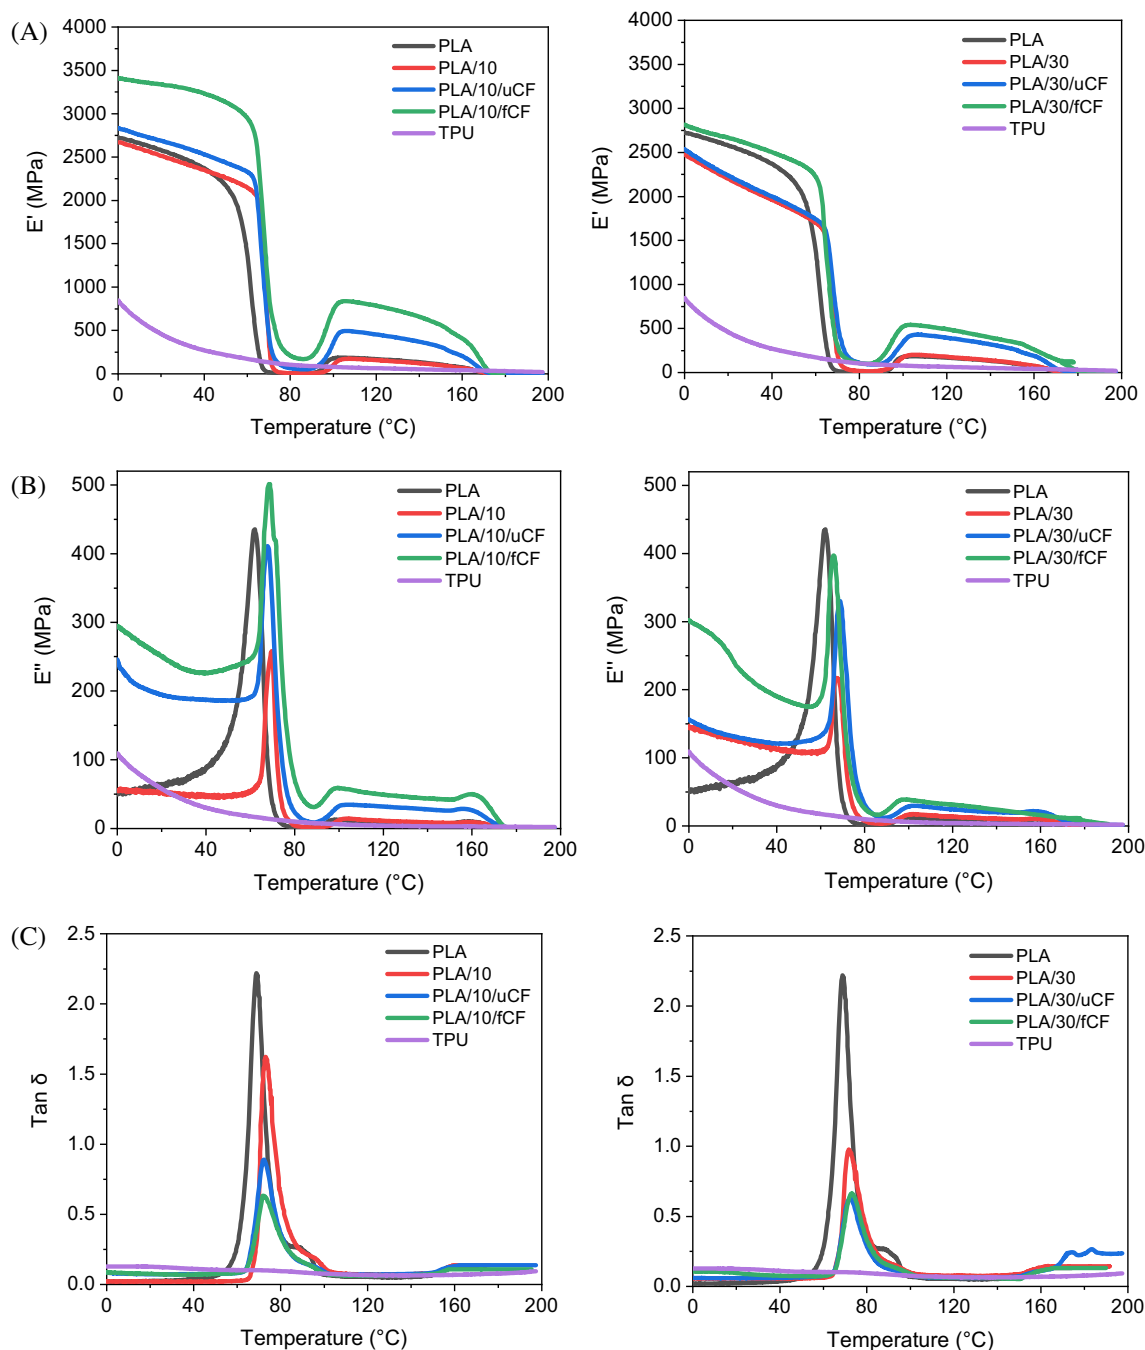 (A)
4000
3500
3000
2500
2000
1500
1000
500
0
E' (MPa)
0 40 80 120 160 200
Temperature (°C)
PLA
PLA/10
PLA/10/uCF
PLA/10/fCF
TPU
4000
3500
3000
2500
2000
1500
1000
500
0
E' (MPa)
0 40 80 120 160 200
Temperature (°C)
PLA
PLA/30
PLA/30/uCF
PLA/30/fCF
TPU
(B)
500
400
300
200
100
0
E'' (MPa)
0 40 80 120 160 200
Temperature (°C)
PLA
PLA/10
PLA/10/uCF
PLA/10/fCF
TPU
500
400
300
200
100
0
E'' (MPa)
0 40 80 120 160 200
Temperature (°C)
PLA
PLA/30
PLA/30/uCF
PLA/30/fCF
TPU
(C)
2.5
2.0
1.5
1.0
0.5
0.0
Tan δ
0 40 80 120 160 200
Temperature (°C)
PLA
PLA/10
PLA/10/uCF
PLA/10/fCF
TPU
2.5
2.0
1.5
1.0
0.5
0.0
Tan δ
0 40 80 120 160 200
Temperature (°C)
PLA
PLA/30
PLA/30/uCF
PLA/30/fCF
TPU